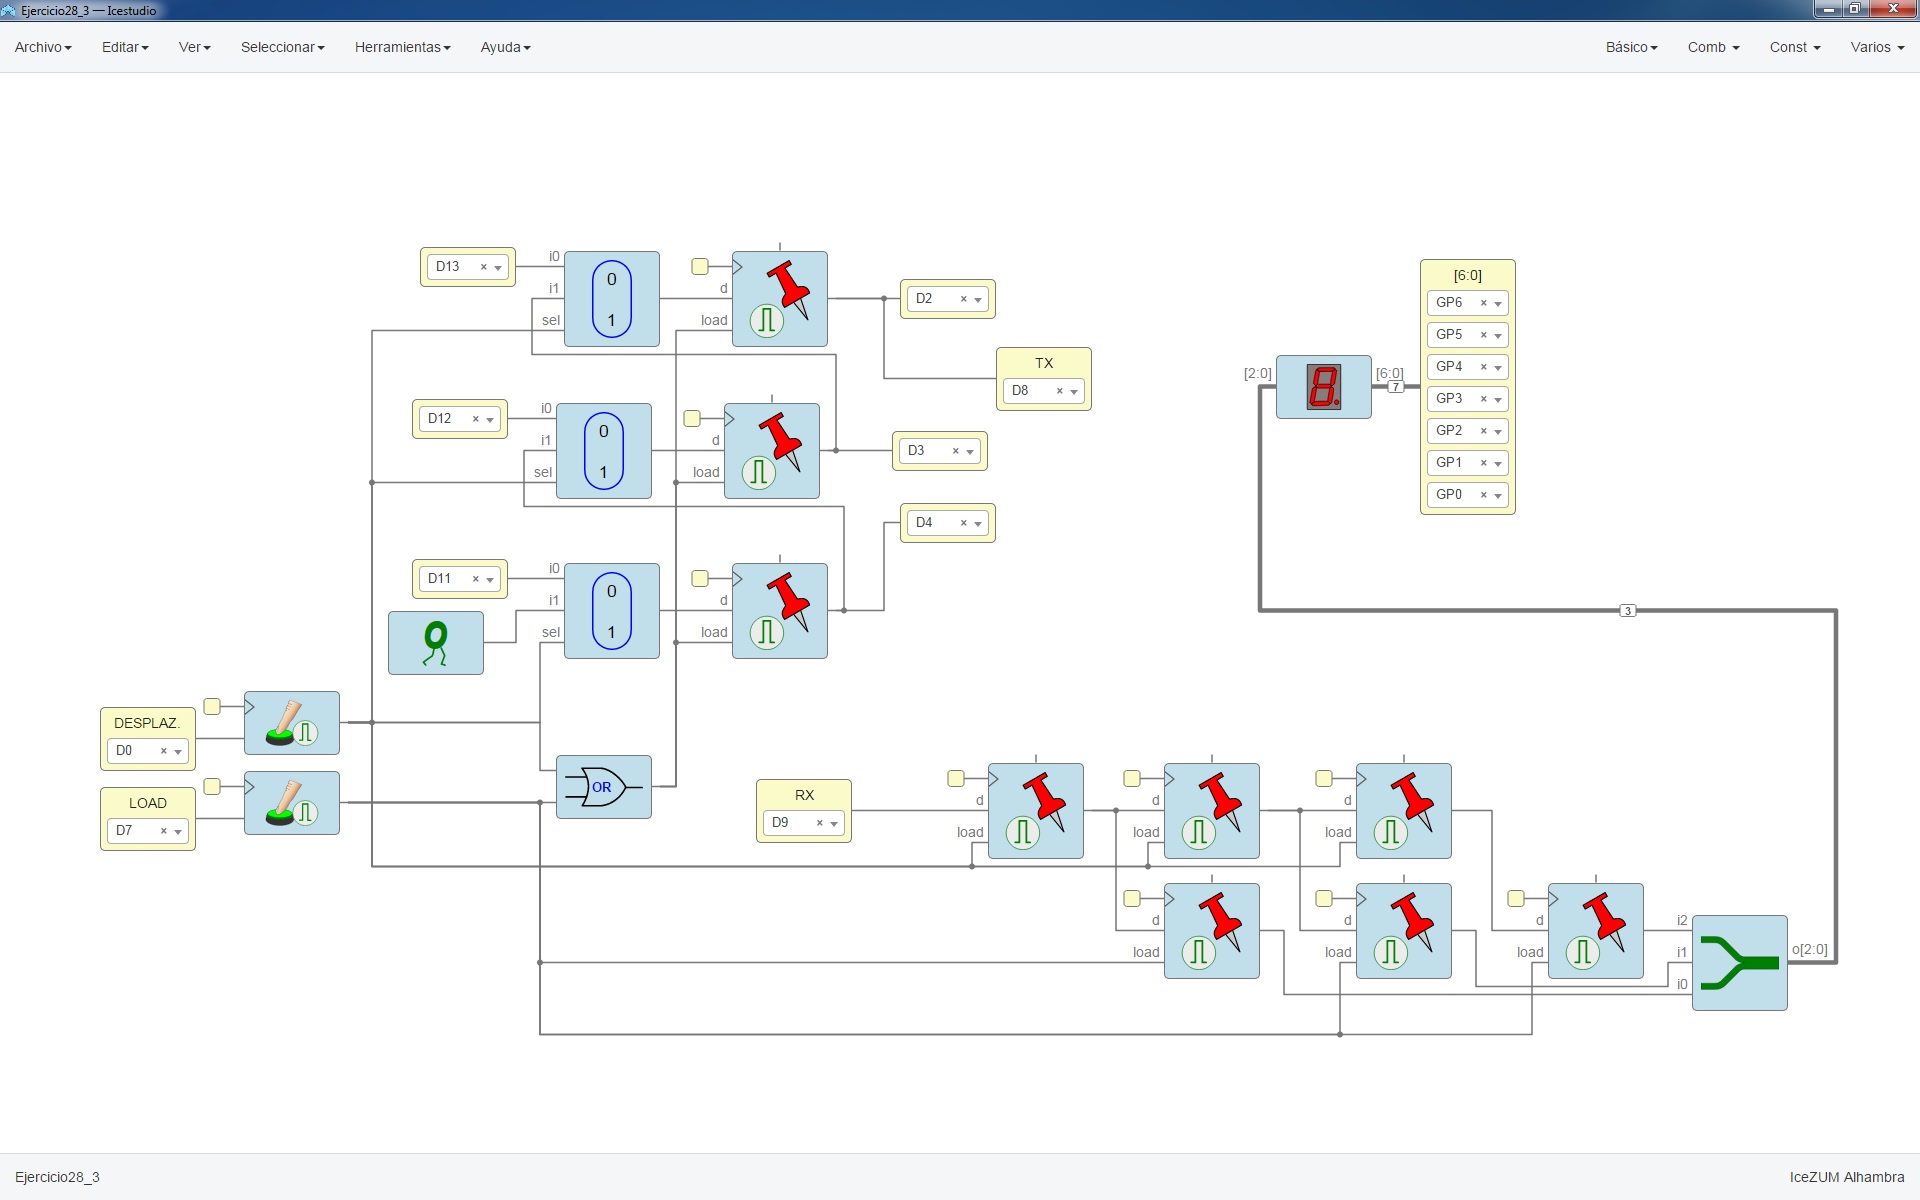 Ejercicio28_3 — Icestudio
Archivo Editar Ver Seleccionar Herramientas Ayuda Básico Comb Const Varios
D13 × i0 0
i1 d D2 ×
sel 1 load
TX
D8 ×
D12 × i0 0
i1 d D3 ×
sel 1 load
D4 ×
D11 × i0 0
i1 d
sel 1 load
[6:0]
GP6 ×
GP5 ×
GP4 ×
GP3 ×
GP2 ×
GP1 ×
GP0 ×
[2:0] [6:0]
7
3
DESPLAZ.
D0 ×
LOAD
D7 ×
OR
RX
D9 ×
d d d
load load load
d d d i2
load load load i1
i0
o[2:0]
Ejercicio28_3 IceZUM Alhambra